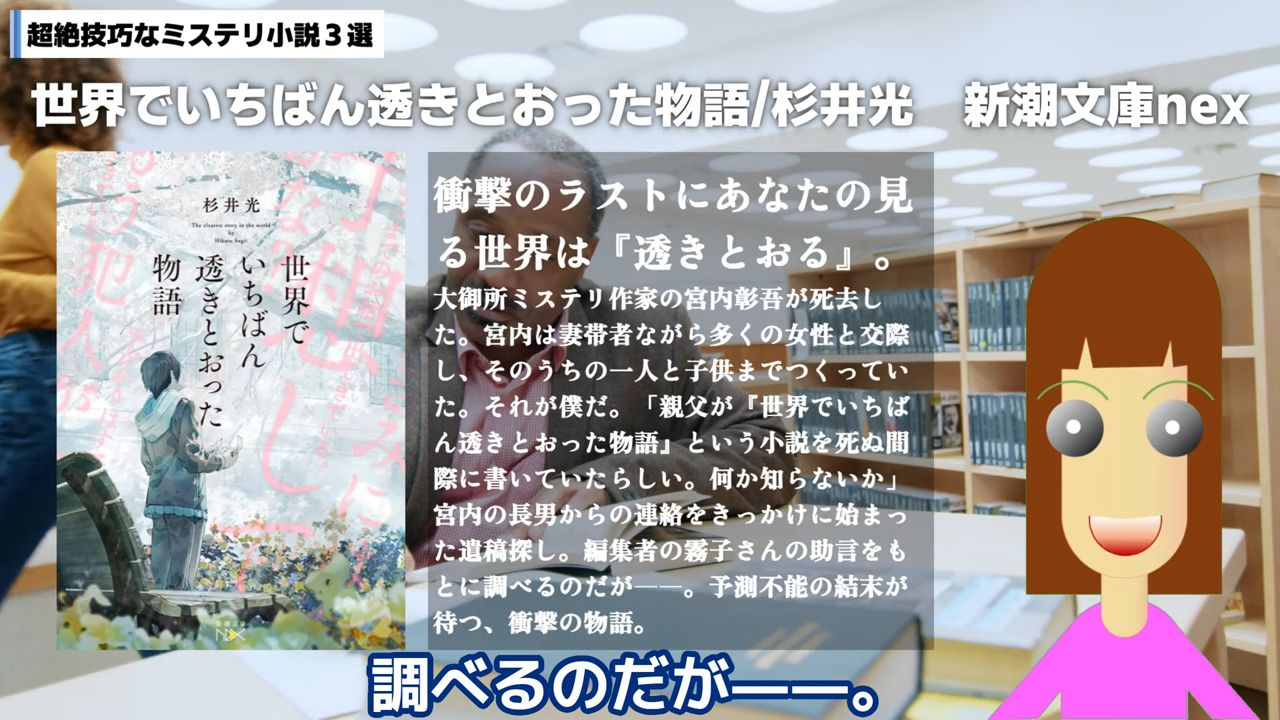 超絶技巧なミステリ小説３選
世界でいちばん透きとおった物語/杉井光　新潮文庫nex
杉井光
The clearest story in the world
by
Hikaru Sugii
世界で
いちばん
透きとおった
物語
新潮文庫
nex
衝撃のラストにあなたの見
る世界は『透きとおる』。
大御所ミステリ作家の宮内彰吾が死去し
た。宮内は妻帯者ながら多くの女性と交際
し、そのうちの一人と子供までつくってい
た。それが僕だ。「親父が『世界でいちば
ん透きとおった物語』という小説を死ぬ間
際に書いていたらしい。何か知らないか」
宮内の長男からの連絡をきっかけに始まっ
た遺稿探し。編集者の霧子さんの助言をも
とに調べるのだが――。予測不能の結末が
待つ、衝撃の物語。
調べるのだが――。